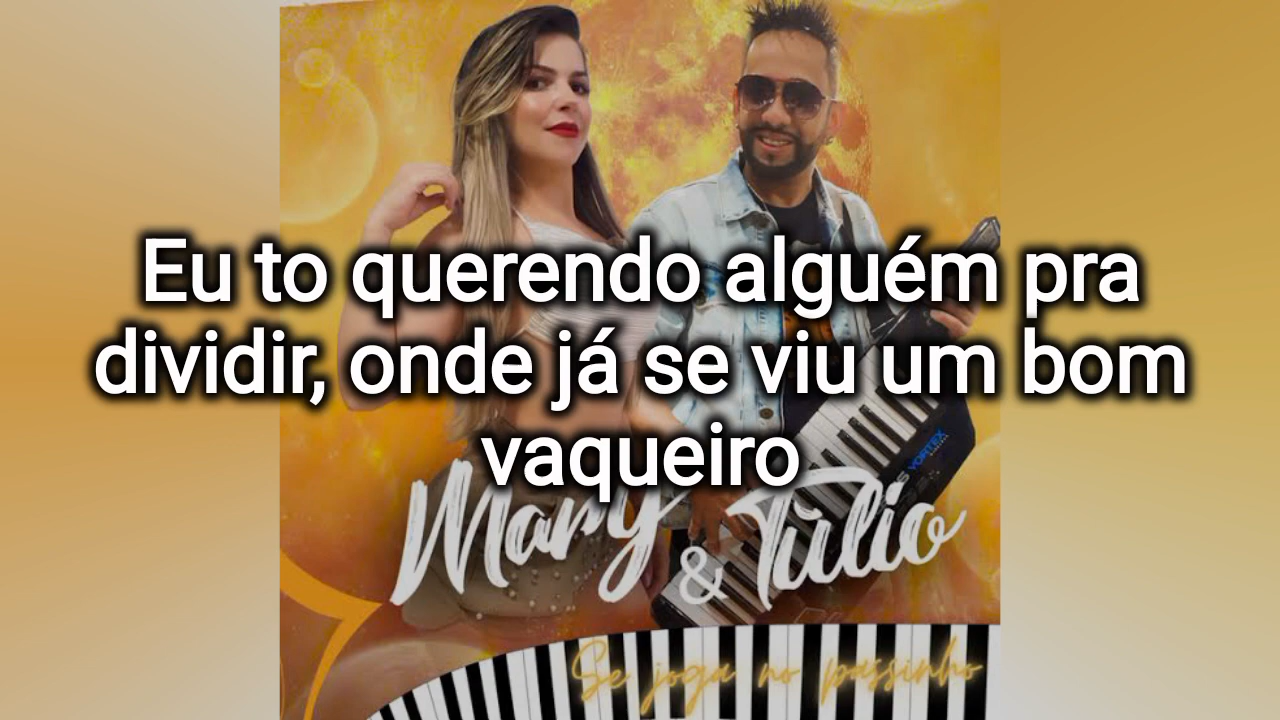 Eu to querendo alguém pra
dividir, onde já se viu um bom
vaqueiro
VORTEX
Mary
& Túlio
Se joga no passinho